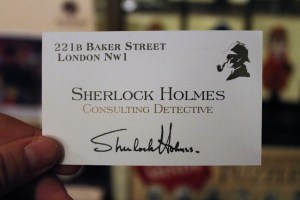 221B BAKER STREET
LONDON NW1
SHERLOCK HOLMES
CONSULTING DETECTIVE
Sherlock Holmes.